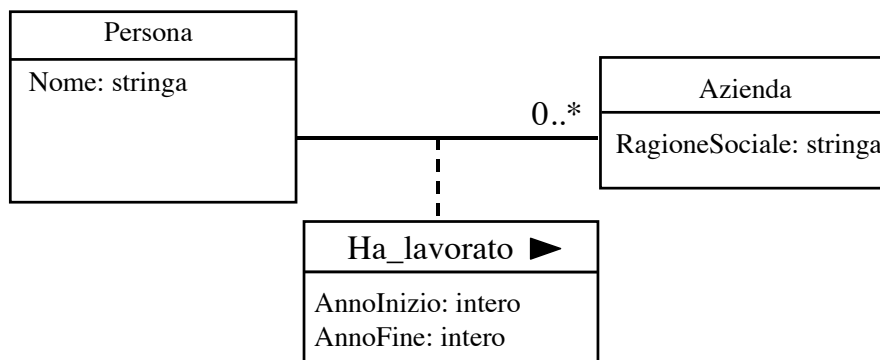 Persona
Nome: stringa
0..*
Azienda
RagioneSociale: stringa
Ha_lavorato
AnnoInizio: intero
AnnoFine: intero